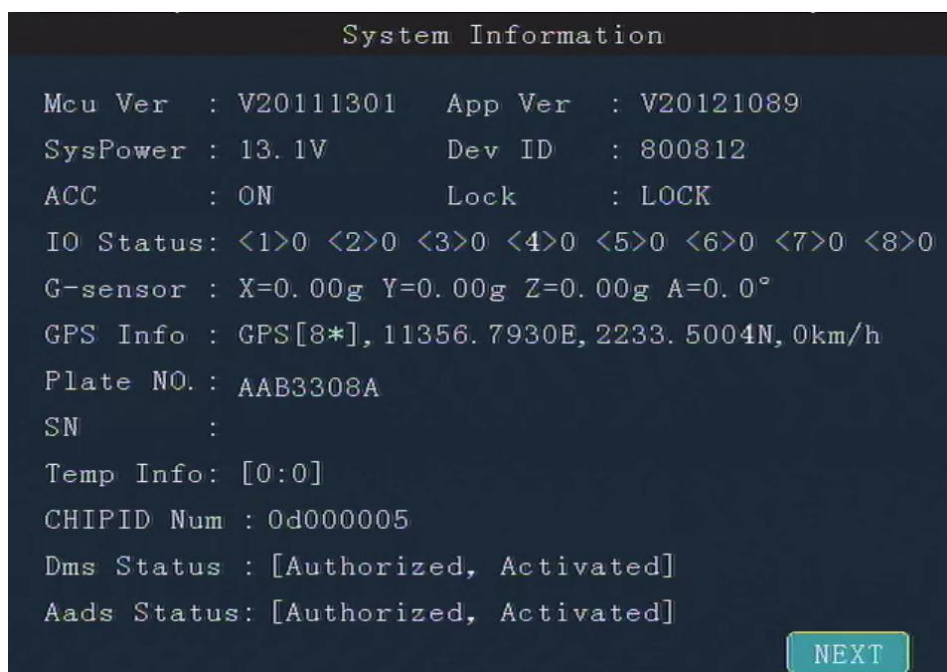 System Information
Mcu Ver : V20111301 App Ver : V20121089
SysPower : 13.1V Dev ID : 800812
ACC : ON Lock : LOCK
IO Status: <1>0 <2>0 <3>0 <4>0 <5>0 <6>0 <7>0 <8>0
G-sensor : X=0.00g Y=0.00g Z=0.00g A=0.0°
GPS Info : GPS[8*],11356.7930E,2233.5004N,0km/h
Plate NO. : AAB3308A
SN :
Temp Info: [0:0]
CHIPID Num : 0d000005
Dms Status : [Authorized, Activated]
Aads Status: [Authorized, Activated]
NEXT